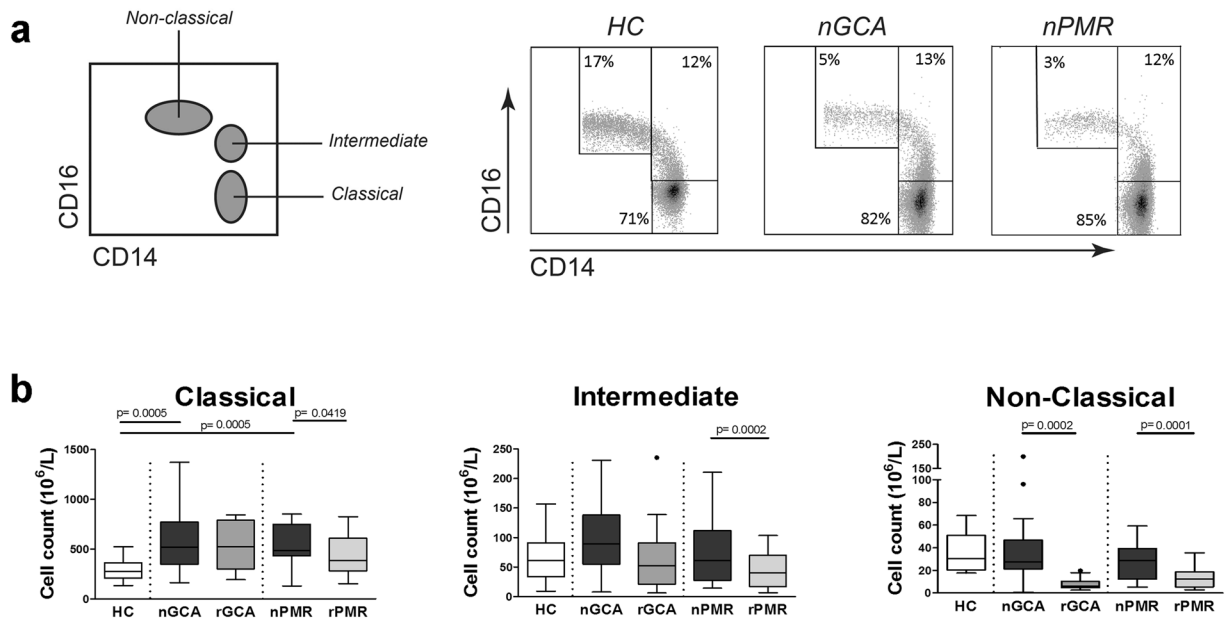 a
Non-classical
Intermediate
Classical
CD16
CD14
HC
nGCA
nPMR
17%
12%
71%
5%
13%
82%
3%
12%
85%
CD16
CD14
b
Classical
p= 0.0005
p= 0.0419
p= 0.0005
Cell count (10⁶/L)
1500
1000
500
0
HC nGCA rGCA nPMR rPMR
Intermediate
p= 0.0002
Cell count (10⁶/L)
250
200
150
100
50
0
HC nGCA rGCA nPMR rPMR
Non-Classical
p= 0.0002
p= 0.0001
Cell count (10⁶/L)
250
100
100
80
60
40
20
0
HC nGCA rGCA nPMR rPMR